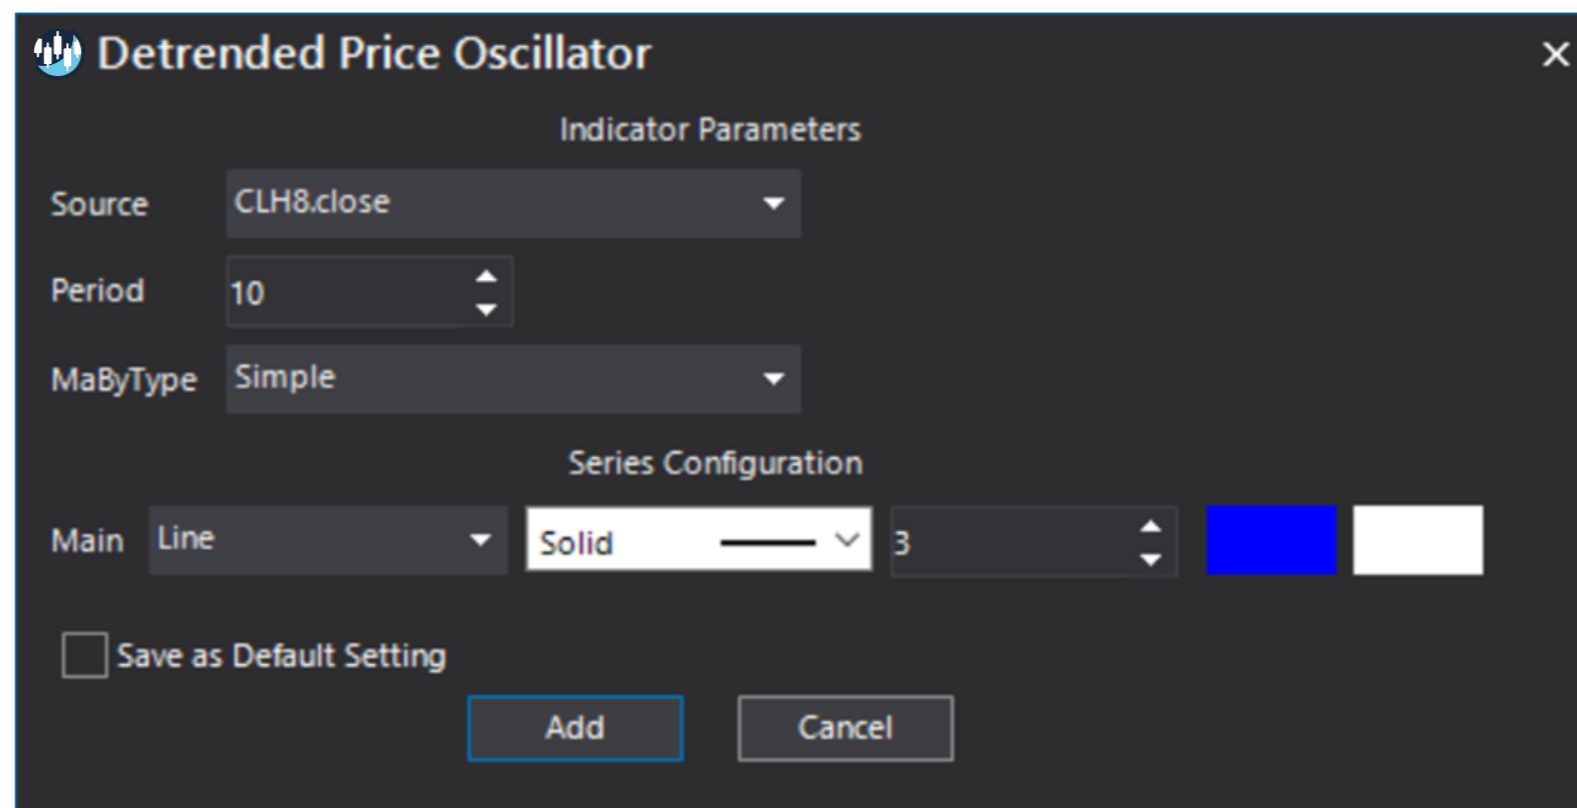 Detrended Price Oscillator
Indicator Parameters
Source CLH8.close
Period 10
MaByType Simple
Series Configuration
Main Line Solid 3
Save as Default Setting
Add Cancel